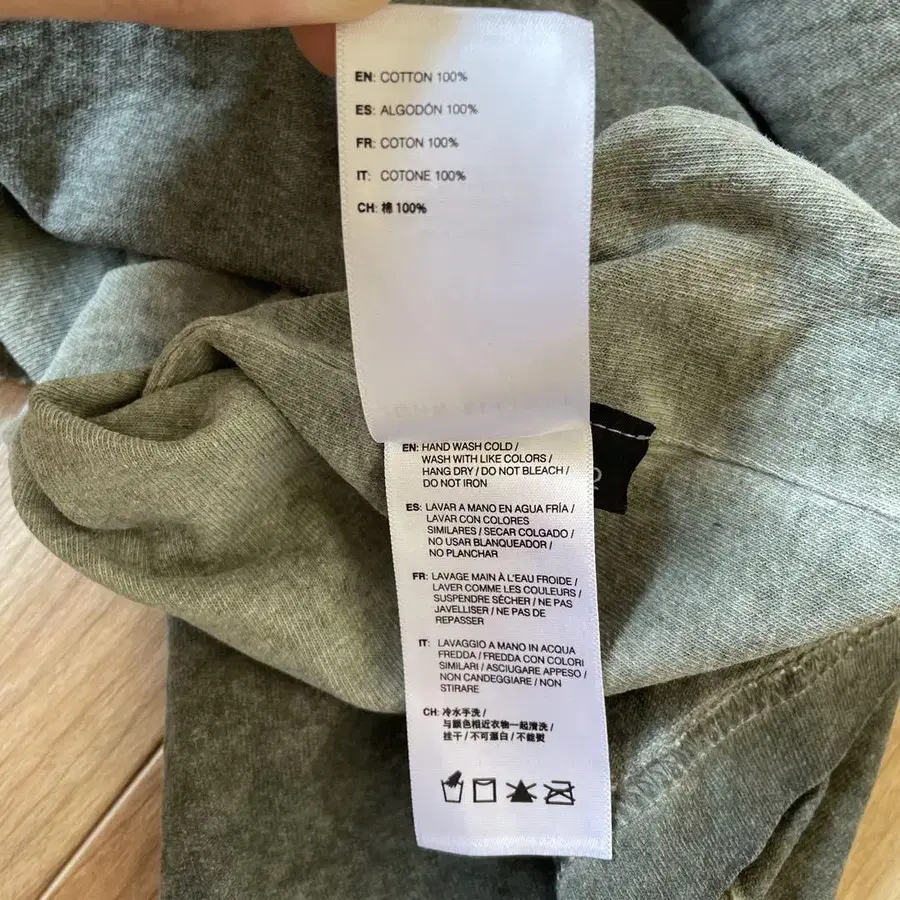 EN: COTTON 100%
ES: ALGODÓN 100%
FR: COTON 100%
IT: COTONE 100%
CH: 棉 100%
EN: HAND WASH COLD /
WASH WITH LIKE COLORS /
HANG DRY / DO NOT BLEACH /
DO NOT IRON
ES: LAVAR A MANO EN AGUA FRÍA /
LAVAR CON COLORES
SIMILARES / SECAR COLGADO /
NO USAR BLANQUEADOR /
NO PLANCHAR
FR: LAVAGE MAIN À L'EAU FROIDE /
LAVER COMME LES COULEURS /
SUSPENDRE SÉCHER / NE PAS
JAVELLISER / NE PAS DE
REPASSER
IT: LAVAGGIO A MANO IN ACQUA
FREDDA / FREDDA CON COLORI
SIMILARI / ASCIUGARE APPESO /
NON CANDEGGIARE / NON
STIRARE
CH: 冷水手洗 /
与颜色相近衣物一起清洗 /
挂干 / 不可漂白 / 不能熨